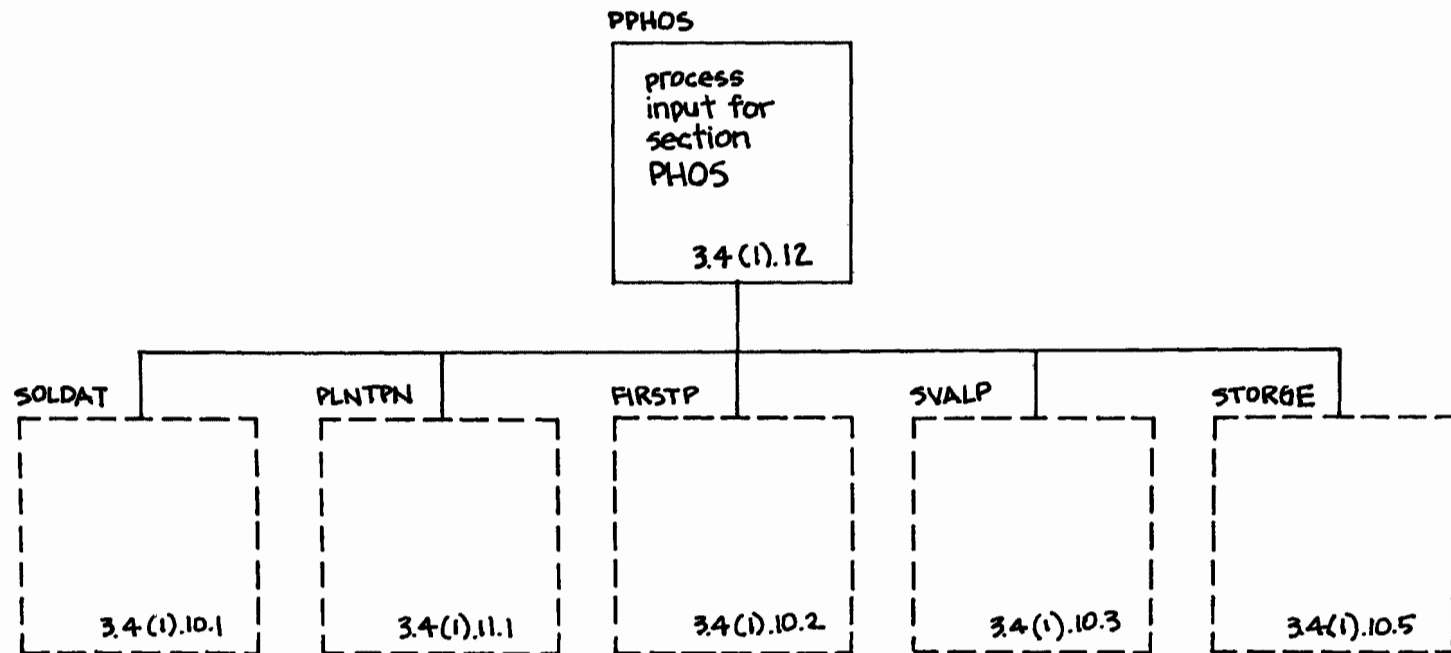 PPHOS
process
input for
section
PHOS
3.4(1).12
SOLDAT
PLNTPN
FIRSTP
SVALP
STORGE
3.4(1).10.1
3.4(1).11.1
3.4(1).10.2
3.4(1).10.3
3.4(1).10.5